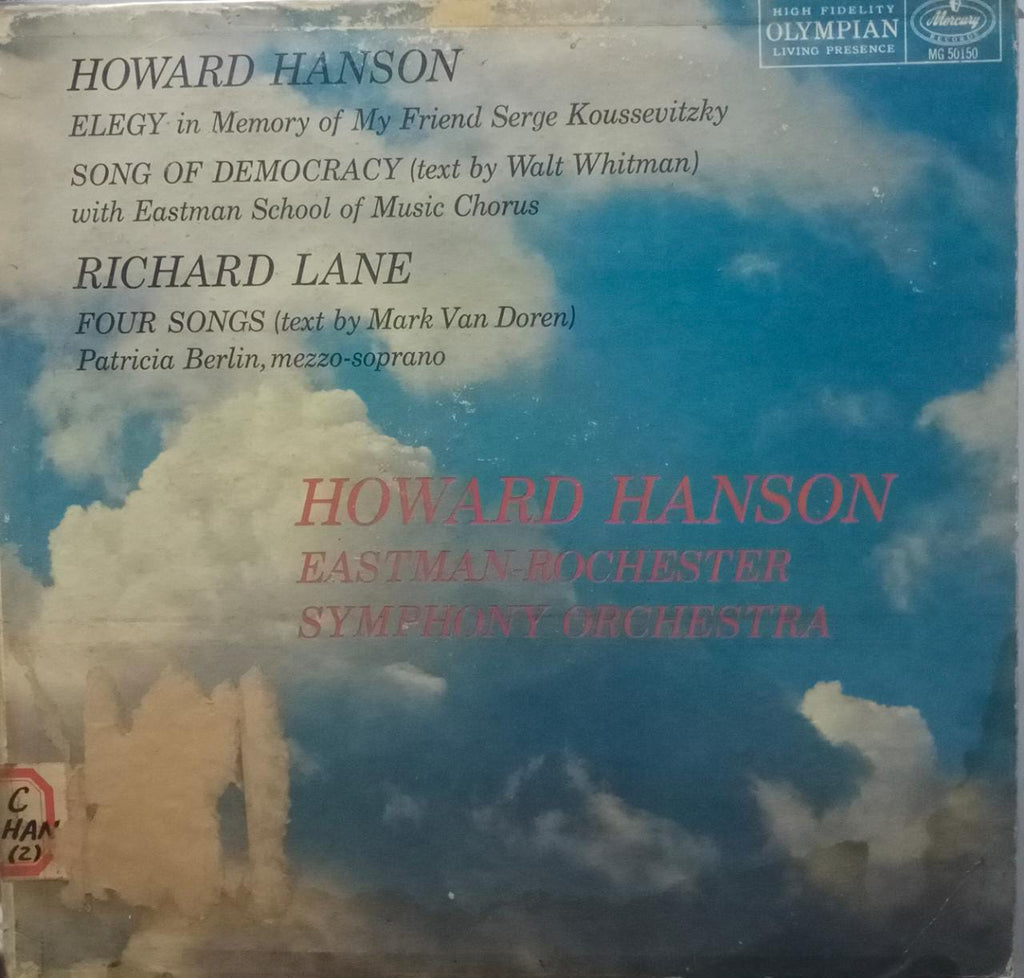 HIGH FIDELITY
OLYMPIAN
LIVING PRESENCE
Mercury
RECORDS
MG 50150
HOWARD HANSON
ELEGY in Memory of My Friend Serge Koussevitzky
SONG OF DEMOCRACY (text by Walt Whitman)
with Eastman School of Music Chorus
RICHARD LANE
FOUR SONGS (text by Mark Van Doren)
Patricia Berlin, mezzo-soprano
HOWARD HANSON
EASTMAN-ROCHESTER
SYMPHONY ORCHESTRA
C
HAN
(2)